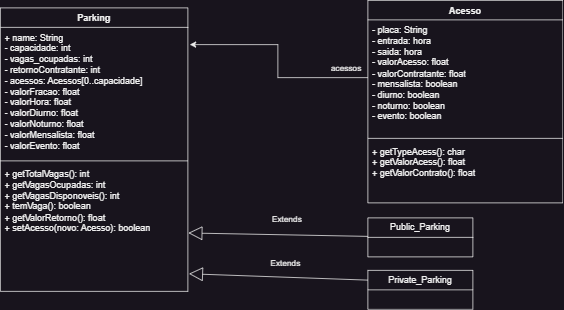 Parking
+ name: String
- capacidade: int
- vagas_ocupadas: int
- retornoContratante: int
- acessos: Acessos[0..capacidade]
- valorFracao: float
- valorHora: float
- valorDiurno: float
- valorNoturno: float
- valorMensalista: float
- valorEvento: float
+ getTotalVagas(): int
+ getVagasOcupadas: int
+ getVagasDisponoveis(): int
+ temVaga(): boolean
+ getValorRetorno(): float
+ setAcesso(novo: Acesso): boolean
acessos
Acesso
- placa: String
- entrada: hora
- saida: hora
- valorAcesso: float
- valorContratante: float
- mensalista: boolean
- diurno: boolean
- noturno: boolean
- evento: boolean
+ getTypeAcess(): char
+ getValorAcess(): float
+ getValorContrato(): float
Extends
Public_Parking
Extends
Private_Parking